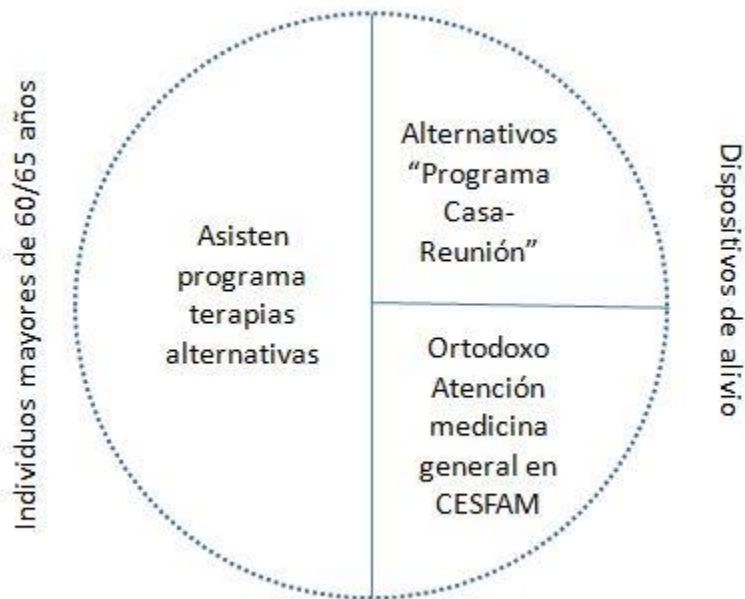 Individuos mayores de 60/65 años
Asisten
programa
terapias
alternativas
Alternativos
“Programa
Casa-
Reunión”
Ortodoxo
Atención
medicina
general en
CESFAM
Dispositivos de alivio